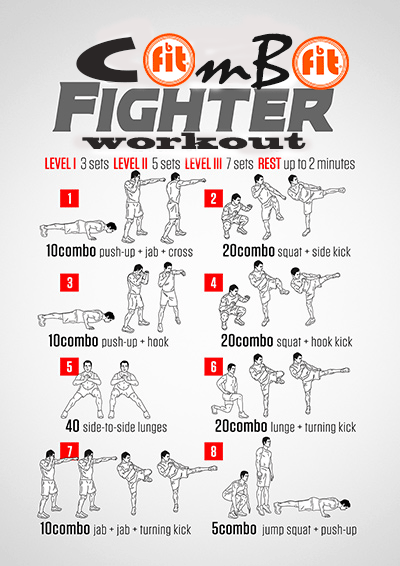 ComBo
b
fit
b
fit
FIGHTER
workout
LEVEL I 3 sets LEVEL II 5 sets LEVEL III 7 sets REST up to 2 minutes
1
10combo push-up + jab + cross
2
20combo squat + side kick
3
10combo push-up + hook
4
20combo squat + hook kick
5
40 side-to-side lunges
6
20combo lunge + turning kick
7
10combo jab + jab + turning kick
8
5combo jump squat + push-up